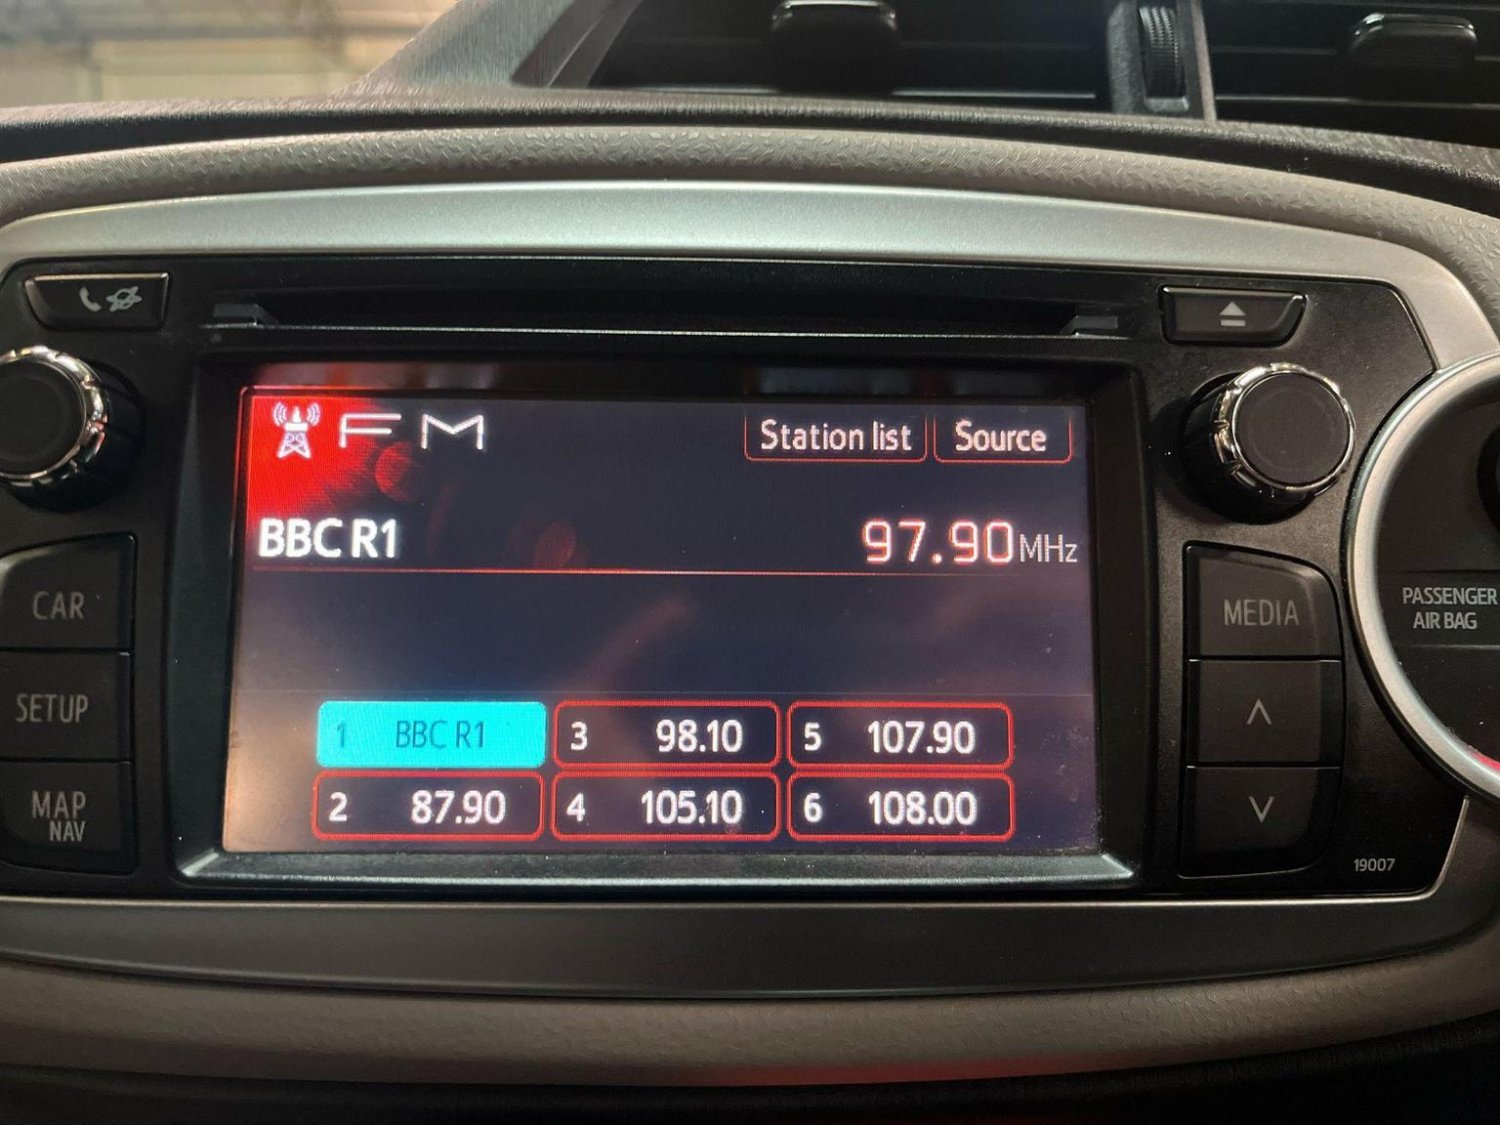 FM
Station list
Source
BBC R1
97.90MHz
1 BBC R1
3 98.10
5 107.90
2 87.90
4 105.10
6 108.00
CAR
SETUP
MAP
NAV
MEDIA
19007
PASSENGER
AIR BAG